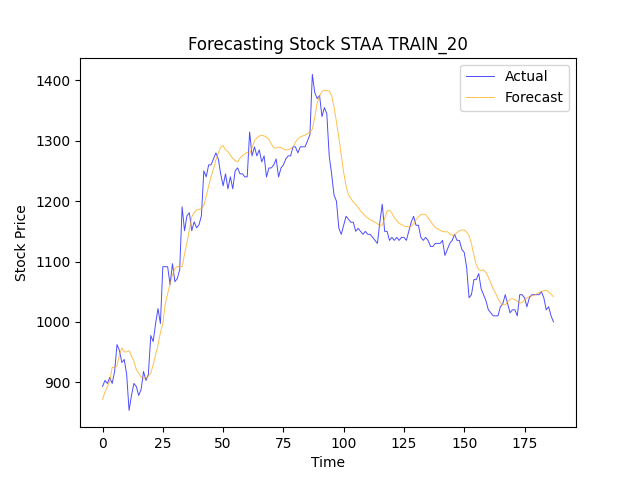 Forecasting Stock STAA TRAIN_20
Actual
Forecast
1400
1300
1200
1100
1000
900
Stock Price
0 25 50 75 100 125 150 175
Time